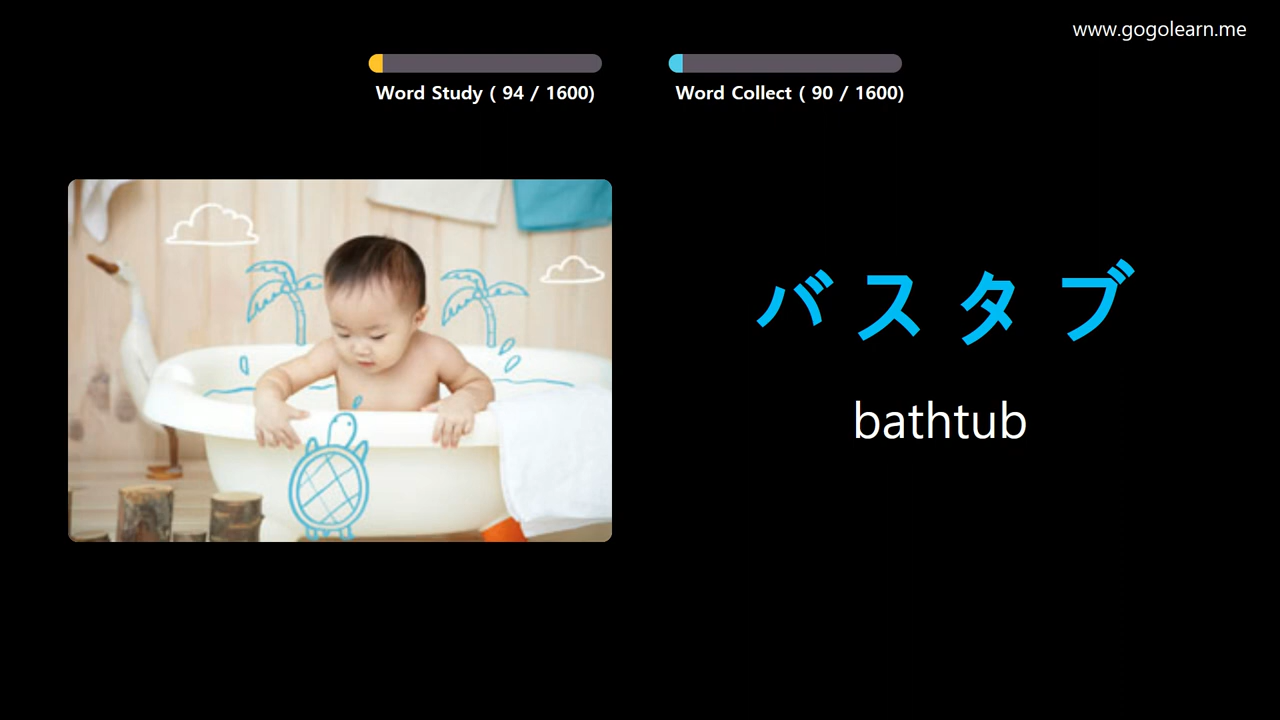 www.gogolearn.me
Word Study ( 94 / 1600)
Word Collect ( 90 / 1600)
バスタブ
bathtub